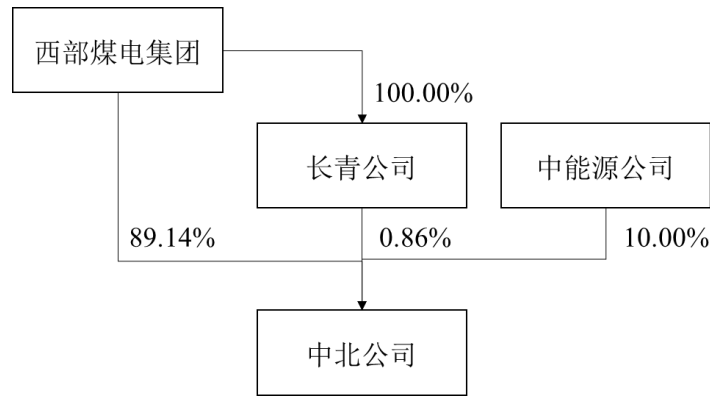 西部煤电集团
100.00%
长青公司
中能源公司
89.14%
0.86%
10.00%
中北公司